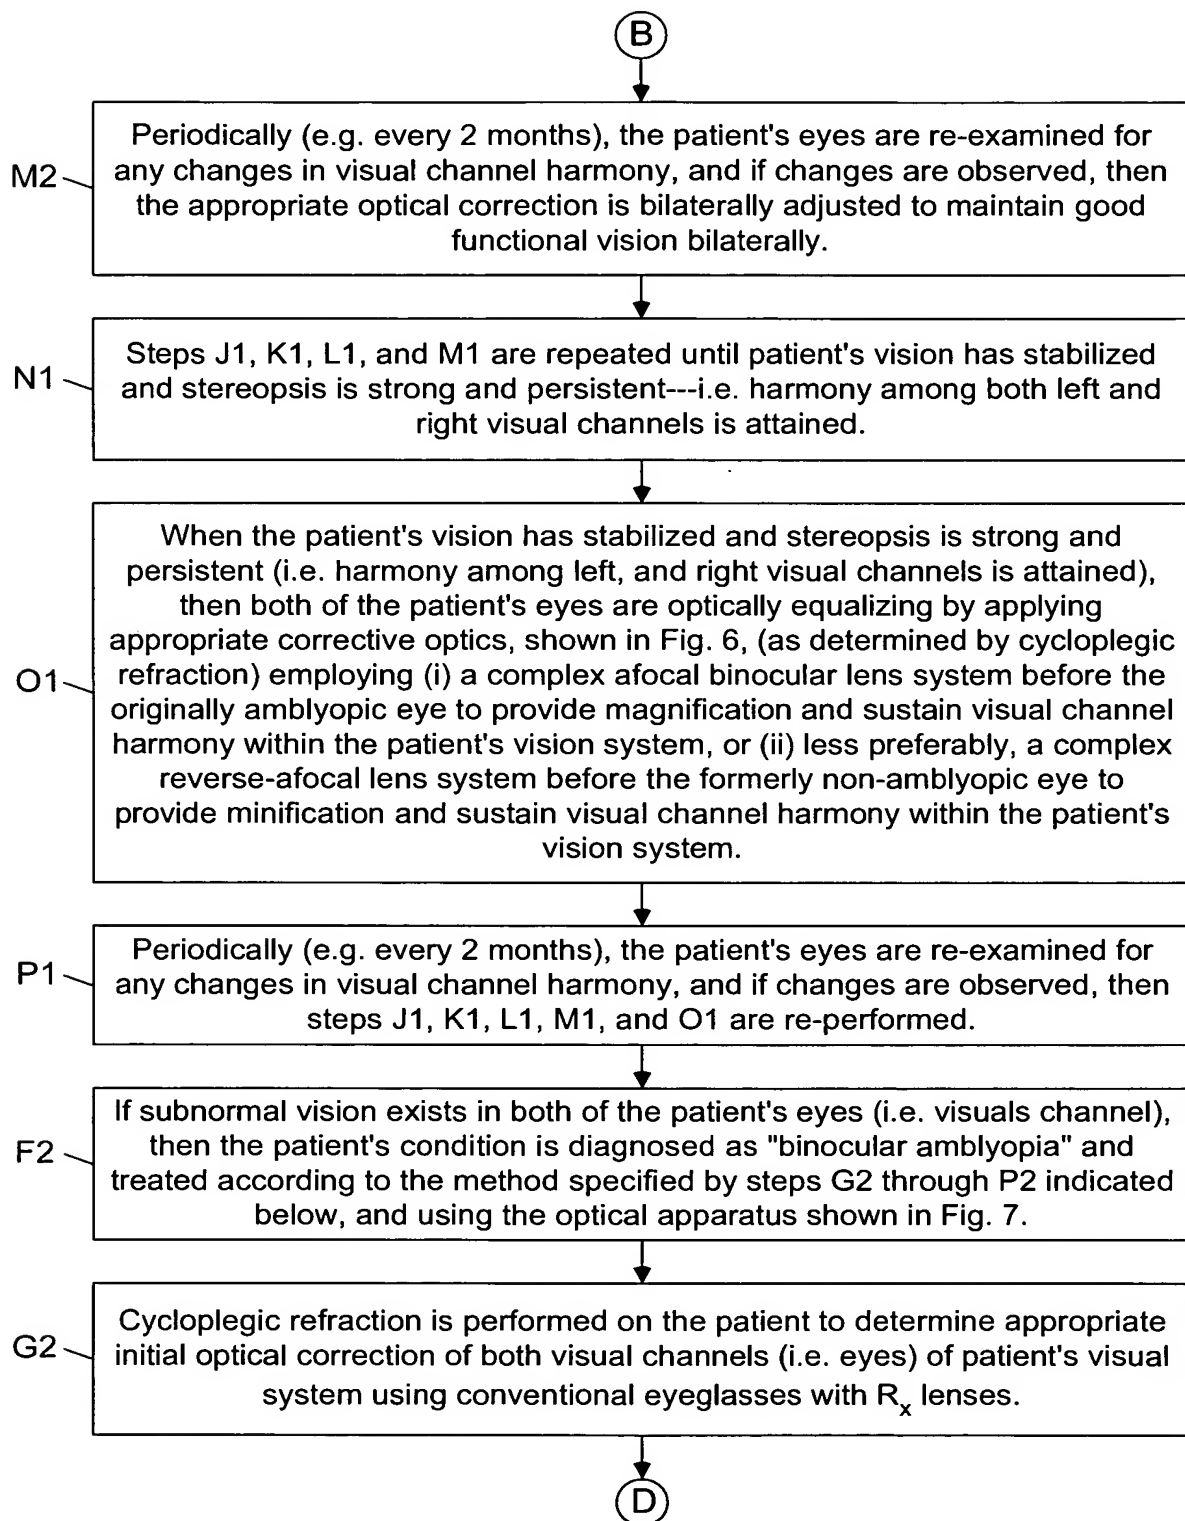 B
M2
Periodically (e.g. every 2 months), the patient's eyes are re-examined for
any changes in visual channel harmony, and if changes are observed, then
the appropriate optical correction is bilaterally adjusted to maintain good
functional vision bilaterally.
N1
Steps J1, K1, L1, and M1 are repeated until patient's vision has stabilized
and stereopsis is strong and persistent---i.e. harmony among both left and
right visual channels is attained.
O1
When the patient's vision has stabilized and stereopsis is strong and
persistent (i.e. harmony among left, and right visual channels is attained),
then both of the patient's eyes are optically equalizing by applying
appropriate corrective optics, shown in Fig. 6, (as determined by cycloplegic
refraction) employing (i) a complex afocal binocular lens system before the
originally amblyopic eye to provide magnification and sustain visual channel
harmony within the patient's vision system, or (ii) less preferably, a complex
reverse-afocal lens system before the formerly non-amblyopic eye to
provide minification and sustain visual channel harmony within the patient's
vision system.
P1
Periodically (e.g. every 2 months), the patient's eyes are re-examined for
any changes in visual channel harmony, and if changes are observed, then
steps J1, K1, L1, M1, and O1 are re-performed.
F2
If subnormal vision exists in both of the patient's eyes (i.e. visuals channel),
then the patient's condition is diagnosed as "binocular amblyopia" and
treated according to the method specified by steps G2 through P2 indicated
below, and using the optical apparatus shown in Fig. 7.
G2
Cycloplegic refraction is performed on the patient to determine appropriate
initial optical correction of both visual channels (i.e. eyes) of patient's visual
system using conventional eyeglasses with Rx lenses.
D